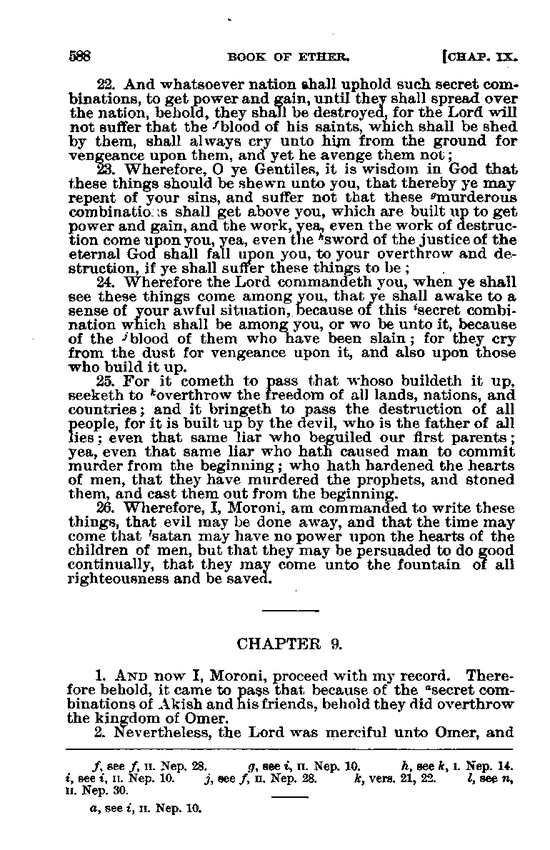 588 BOOK OF ETHER. [CHAP. IX.
22. And whatsoever nation shall uphold such secret com-
binations, to get power and gain, until they shall spread over
the nation, behold, they shall be destroyed, for the Lord will
not suffer that the ᶠblood of his saints, which shall be shed
by them, shall always cry unto him from the ground for
vengeance upon them, and yet he avenge them not;
23. Wherefore, O ye Gentiles, it is wisdom in God that
these things should be shewn unto you, that thereby ye may
repent of your sins, and suffer not that these ᵍmurderous
combinations shall get above you, which are built up to get
power and gain, and the work, yea, even the work of destruc-
tion come upon you, yea, even the ʰsword of the justice of the
eternal God shall fall upon you, to your overthrow and de-
struction, if ye shall suffer these things to be;
24. Wherefore the Lord commandeth you, when ye shall
see these things come among you, that ye shall awake to a
sense of your awful situation, because of this ⁱsecret combi-
nation which shall be among you, or wo be unto it, because
of the ʲblood of them who have been slain; for they cry
from the dust for vengeance upon it, and also upon those
who build it up.
25. For it cometh to pass that whoso buildeth it up,
seeketh to ᵏoverthrow the freedom of all lands, nations, and
countries; and it bringeth to pass the destruction of all
people, for it is built up by the devil, who is the father of all
lies; even that same liar who beguiled our first parents;
yea, even that same liar who hath caused man to commit
murder from the beginning; who hath hardened the hearts
of men, that they have murdered the prophets, and stoned
them, and cast them out from the beginning.
26. Wherefore, I, Moroni, am commanded to write these
things, that evil may be done away, and that the time may
come that ˡsatan may have no power upon the hearts of the
children of men, but that they may be persuaded to do good
continually, that they may come unto the fountain of all
righteousness and be saved.
CHAPTER 9.
1. AND now I, Moroni, proceed with my record. There-
fore behold, it came to pass that because of the ᵃsecret com-
binations of Akish and his friends, behold they did overthrow
the kingdom of Omer.
2. Nevertheless, the Lord was merciful unto Omer, and
f, see f, II. Nep. 28. g, see i, II. Nep. 10. h, see k, I. Nep. 14.
i, see i, II. Nep. 10. j, see f, II. Nep. 28. k, vers. 21, 22. l, see n,
II. Nep. 30.
a, see i, II. Nep. 10.